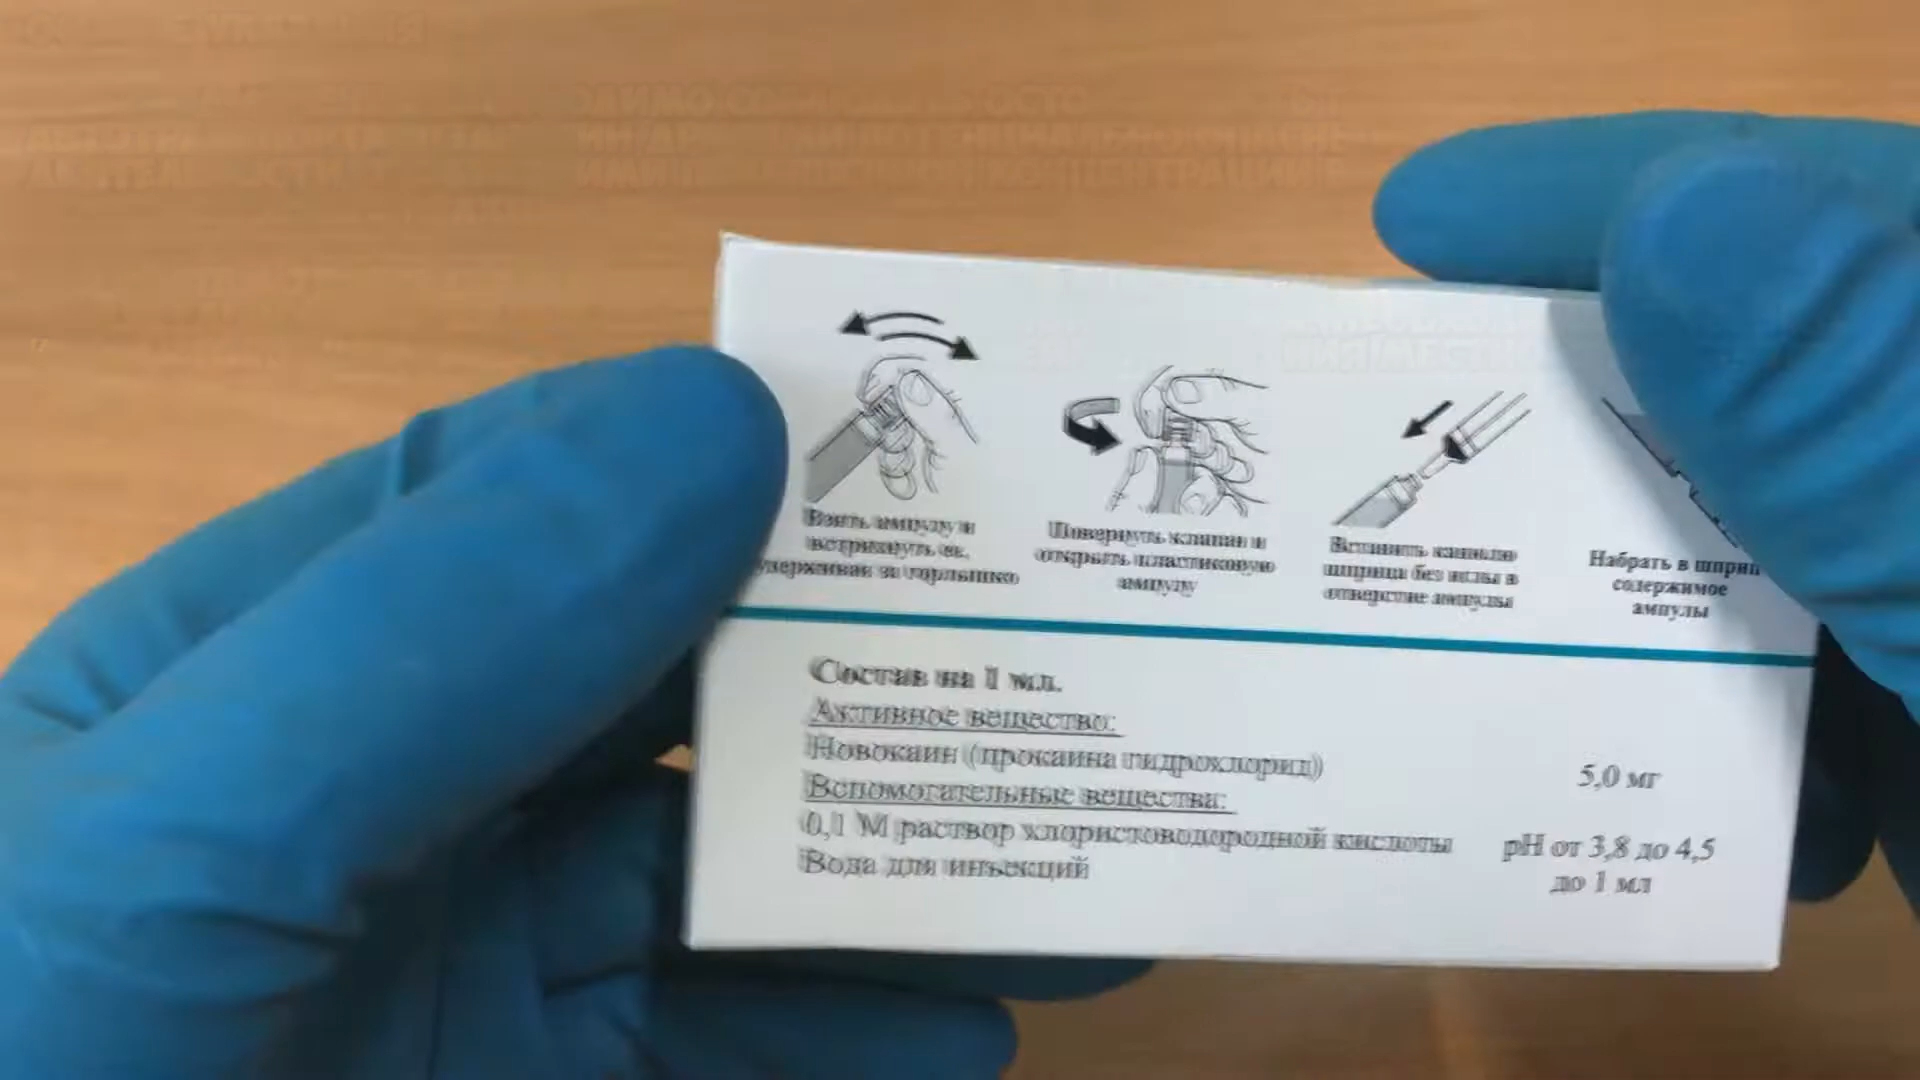 Взять ампулу и
встряхнуть ее,
удерживая за горлышко
Повернуть клапан и
открыть пластиковую
ампулу
Вставить канюлю
шприца без иглы в
отверстие ампулы
Набрать в шприц
содержимое
ампулы
Состав на 1 мл.
Активное вещество:
Новокаин (прокаина гидрохлорид) 5,0 мг
Вспомогательные вещества:
0,1 М раствор хлористоводородной кислоты pH от 3,8 до 4,5
Вода для инъекций до 1 мл